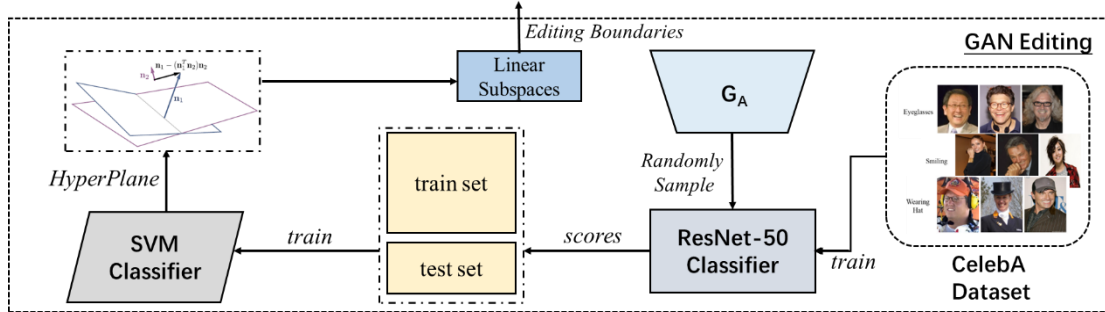 Editing Boundaries
GAN Editing
n₁ − (n₁ᵀn₂)n₂
n₂
n₁
Linear
Subspaces
G_A
Eyeglasses
Smiling
Wearing
Hat
HyperPlane
train set
Randomly
Sample
SVM
Classifier
train
test set
scores
ResNet-50
Classifier
train
CelebA
Dataset